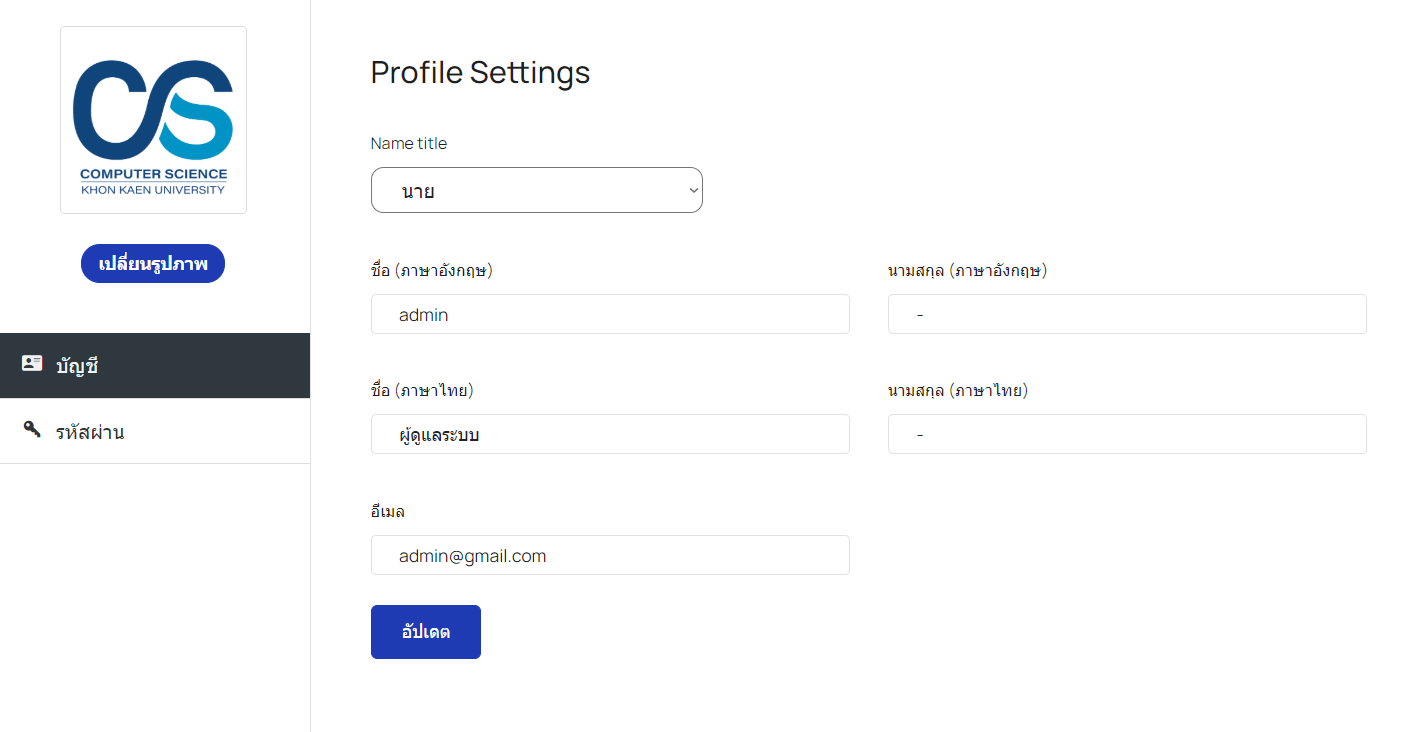 COMPUTER SCIENCE
KHON KAEN UNIVERSITY
เปลี่ยนรูปภาพ
บัญชี
รหัสผ่าน
Profile Settings
Name title
นาย
ชื่อ (ภาษาอังกฤษ)
นามสกุล (ภาษาอังกฤษ)
admin
-
ชื่อ (ภาษาไทย)
นามสกุล (ภาษาไทย)
ผู้ดูแลระบบ
-
อีเมล
admin@gmail.com
อัปเดต